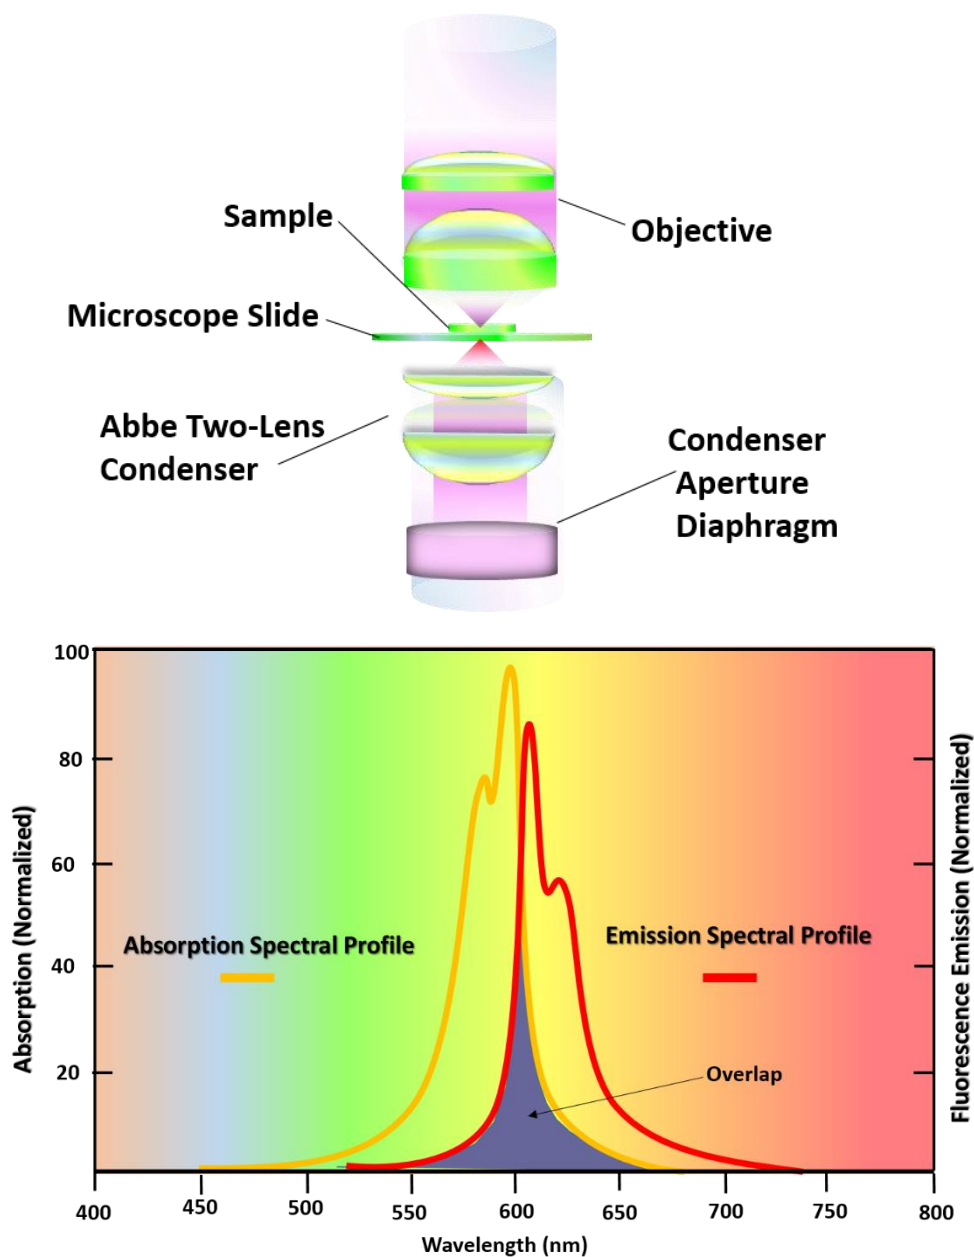 Sample
Objective
Microscope Slide
Abbe Two-Lens
Condenser
Condenser
Aperture
Diaphragm
100
80
60
40
20
Absorption (Normalized)
Absorption Spectral Profile
Emission Spectral Profile
Overlap
Fluorescence Emission (Normalized)
400 450 500 550 600 650 700 750 800
Wavelength (nm)